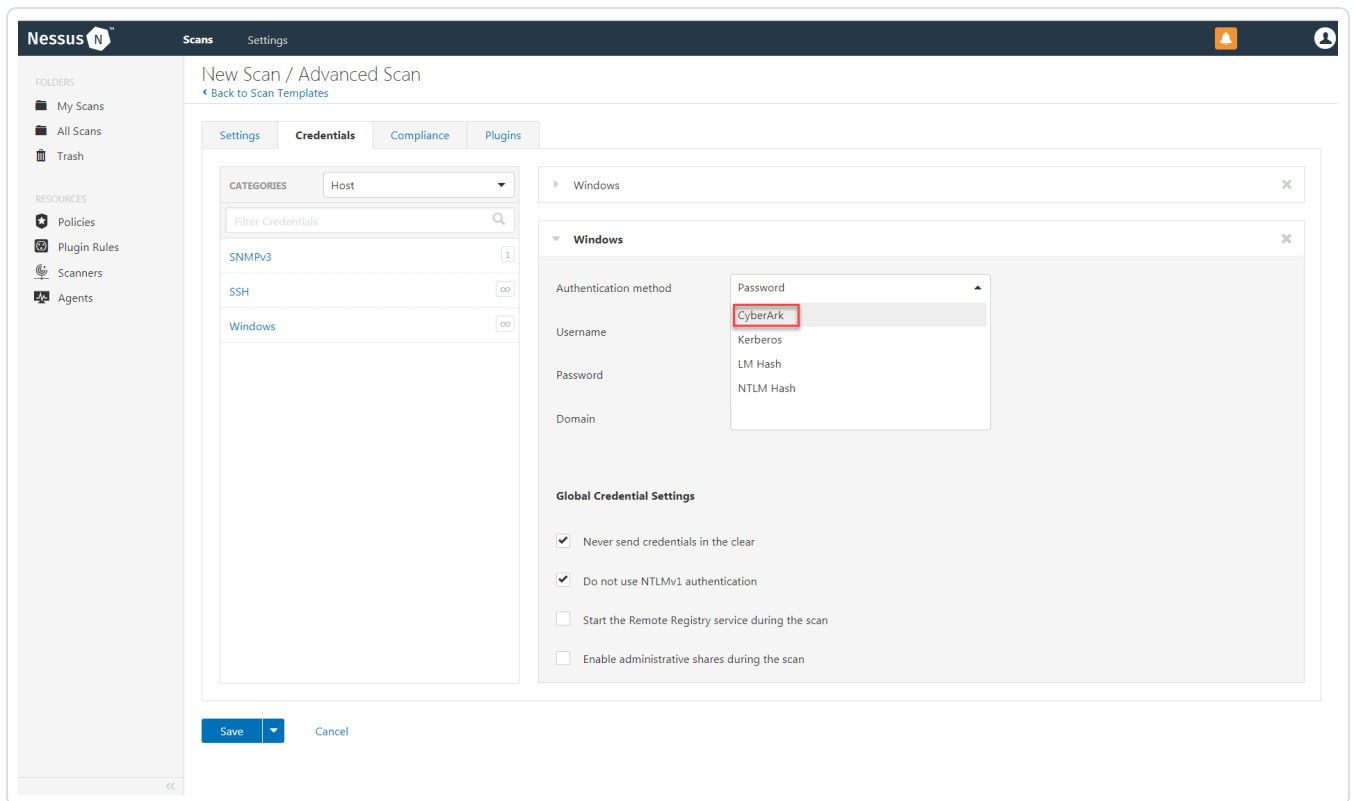 Nessus N ™
Scans Settings
New Scan / Advanced Scan
Back to Scan Templates
FOLDERS
My Scans
All Scans
Trash
RESOURCES
Policies
Plugin Rules
Scanners
Agents
Settings Credentials Compliance Plugins
CATEGORIES Host
Filter Credentials
SNMPv3 1
SSH ∞
Windows ∞
Windows
Windows
Authentication method Password
CyberArk
Kerberos
LM Hash
NTLM Hash
Username
Password
Domain
Global Credential Settings
Never send credentials in the clear
Do not use NTLMv1 authentication
Start the Remote Registry service during the scan
Enable administrative shares during the scan
Save Cancel